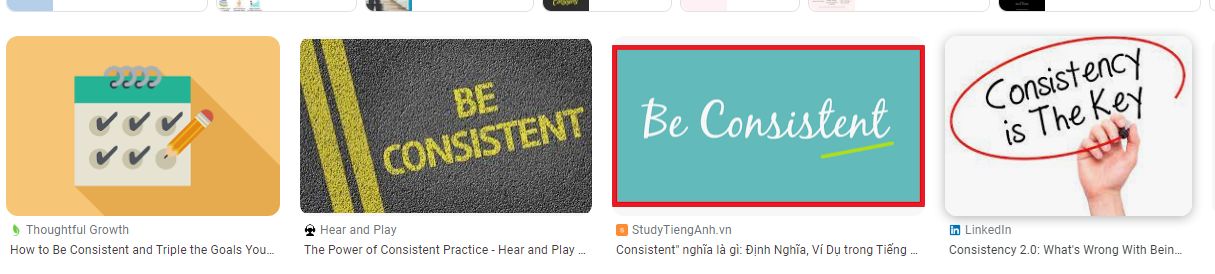 BE
CONSISTENT
Be Consistent
Consistency
is The Key
Thoughtful Growth
Hear and Play
StudyTiengAnh.vn
LinkedIn
How to Be Consistent and Triple the Goals You...
The Power of Consistent Practice - Hear and Play ...
Consistent" nghĩa là gì: Định Nghĩa, Ví Dụ trong Tiếng ...
Consistency 2.0: What's Wrong With Bein...